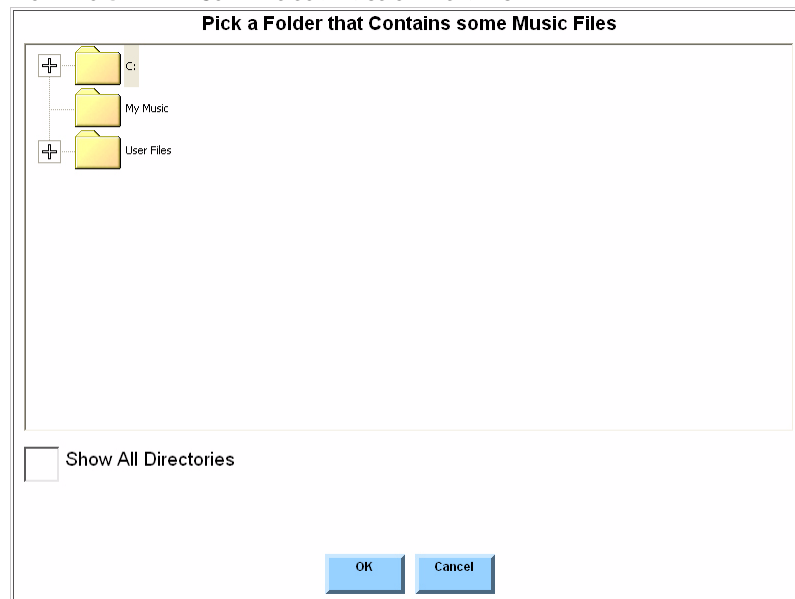 Pick a Folder that Contains some Music Files
C:
My Music
User Files
Show All Directories
OK Cancel